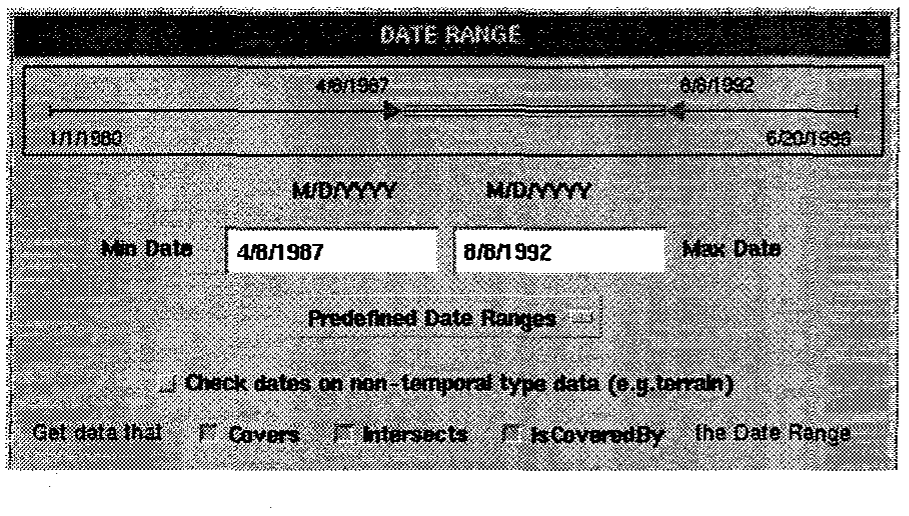 DATE RANGE
4/8/1987 8/8/1992
1/1/1980 6/20/1996
M/D/YYYY M/D/YYYY
Min Date 4/8/1987 8/8/1992 Max Date
Predefined Date Ranges
Check dates on non-temporal type data (e.g.terrain)
Get data that Covers Intersects IsCoveredBy the Date Range